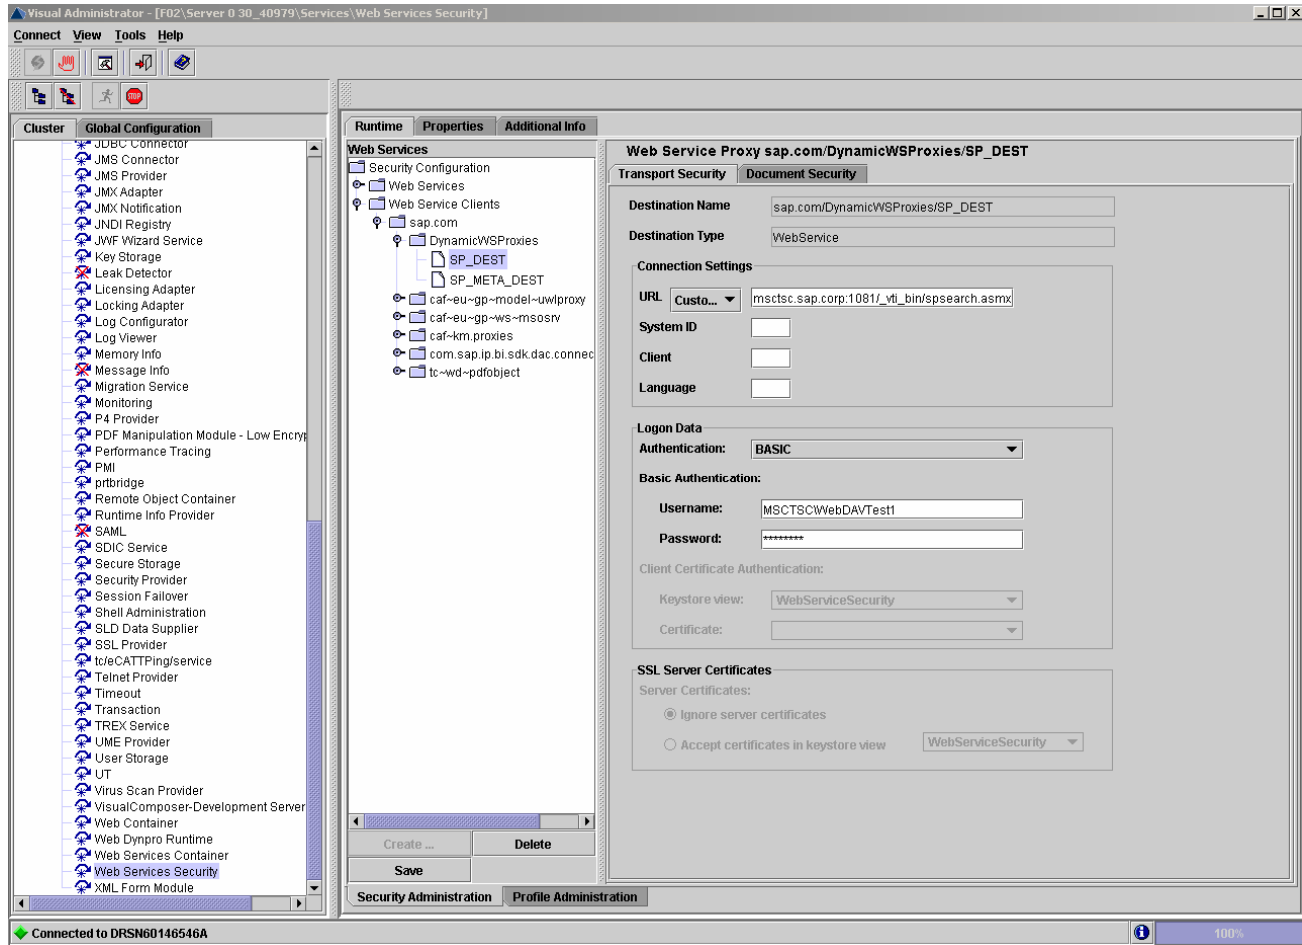 Visual Administrator - [F02\Server 0 30_40979\Services\Web Services Security]
Connect View Tools Help
STOP
Cluster Global Configuration
JDBC Connector
JMS Connector
JMS Provider
JMX Adapter
JMX Notification
JNDI Registry
JWF Wizard Service
Key Storage
Leak Detector
Licensing Adapter
Locking Adapter
Log Configurator
Log Viewer
Memory Info
Message Info
Migration Service
Monitoring
P4 Provider
PDF Manipulation Module - Low Encryp
Performance Tracing
PMI
prtbridge
Remote Object Container
Runtime Info Provider
SAML
SDIC Service
Secure Storage
Security Provider
Session Failover
Shell Administration
SLD Data Supplier
SSL Provider
tc/eCATTPing/service
Telnet Provider
Timeout
Transaction
TREX Service
UME Provider
User Storage
UT
Virus Scan Provider
VisualComposer-Development Server
Web Container
Web Dynpro Runtime
Web Services Container
Web Services Security
XML Form Module
Runtime Properties Additional Info
Web Services
Security Configuration
Web Services
Web Service Clients
sap.com
DynamicWSProxies
SP_DEST
SP_META_DEST
caf~eu~gp~model~uwlproxy
caf~eu~gp~ws~msosrv
caf~km.proxies
com.sap.ip.bi.sdk.dac.connec
tc~wd~pdfobject
Create ... Delete
Save
Security Administration Profile Administration
Web Service Proxy sap.com/DynamicWSProxies/SP_DEST
Transport Security Document Security
Destination Name sap.com/DynamicWSProxies/SP_DEST
Destination Type WebService
Connection Settings
URL Custo... msctsc.sap.corp:1081/_vti_bin/spsearch.asmx
System ID
Client
Language
Logon Data
Authentication: BASIC
Basic Authentication:
Username: MSCTSC\WebDAVTest1
Password: ********
Client Certificate Authentication:
Keystore view: WebServiceSecurity
Certificate:
SSL Server Certificates
Server Certificates:
Ignore server certificates
Accept certificates in keystore view WebServiceSecurity
Connected to DRSN60146546A 100%